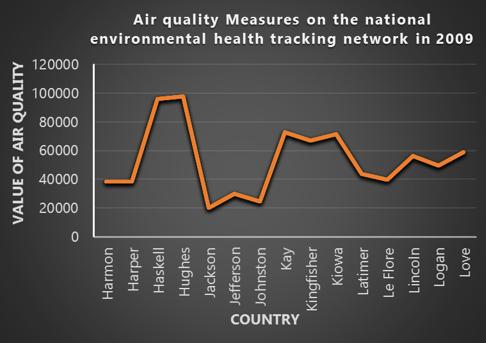 Air quality Measures on the national
environmental health tracking network in 2009
VALUE OF AIR QUALITY
120000
100000
80000
60000
40000
20000
0
Harmon
Harper
Haskell
Hughes
Jackson
Jefferson
Johnston
Kay
Kingfisher
Kiowa
Latimer
Le Flore
Lincoln
Logan
Love
COUNTRY